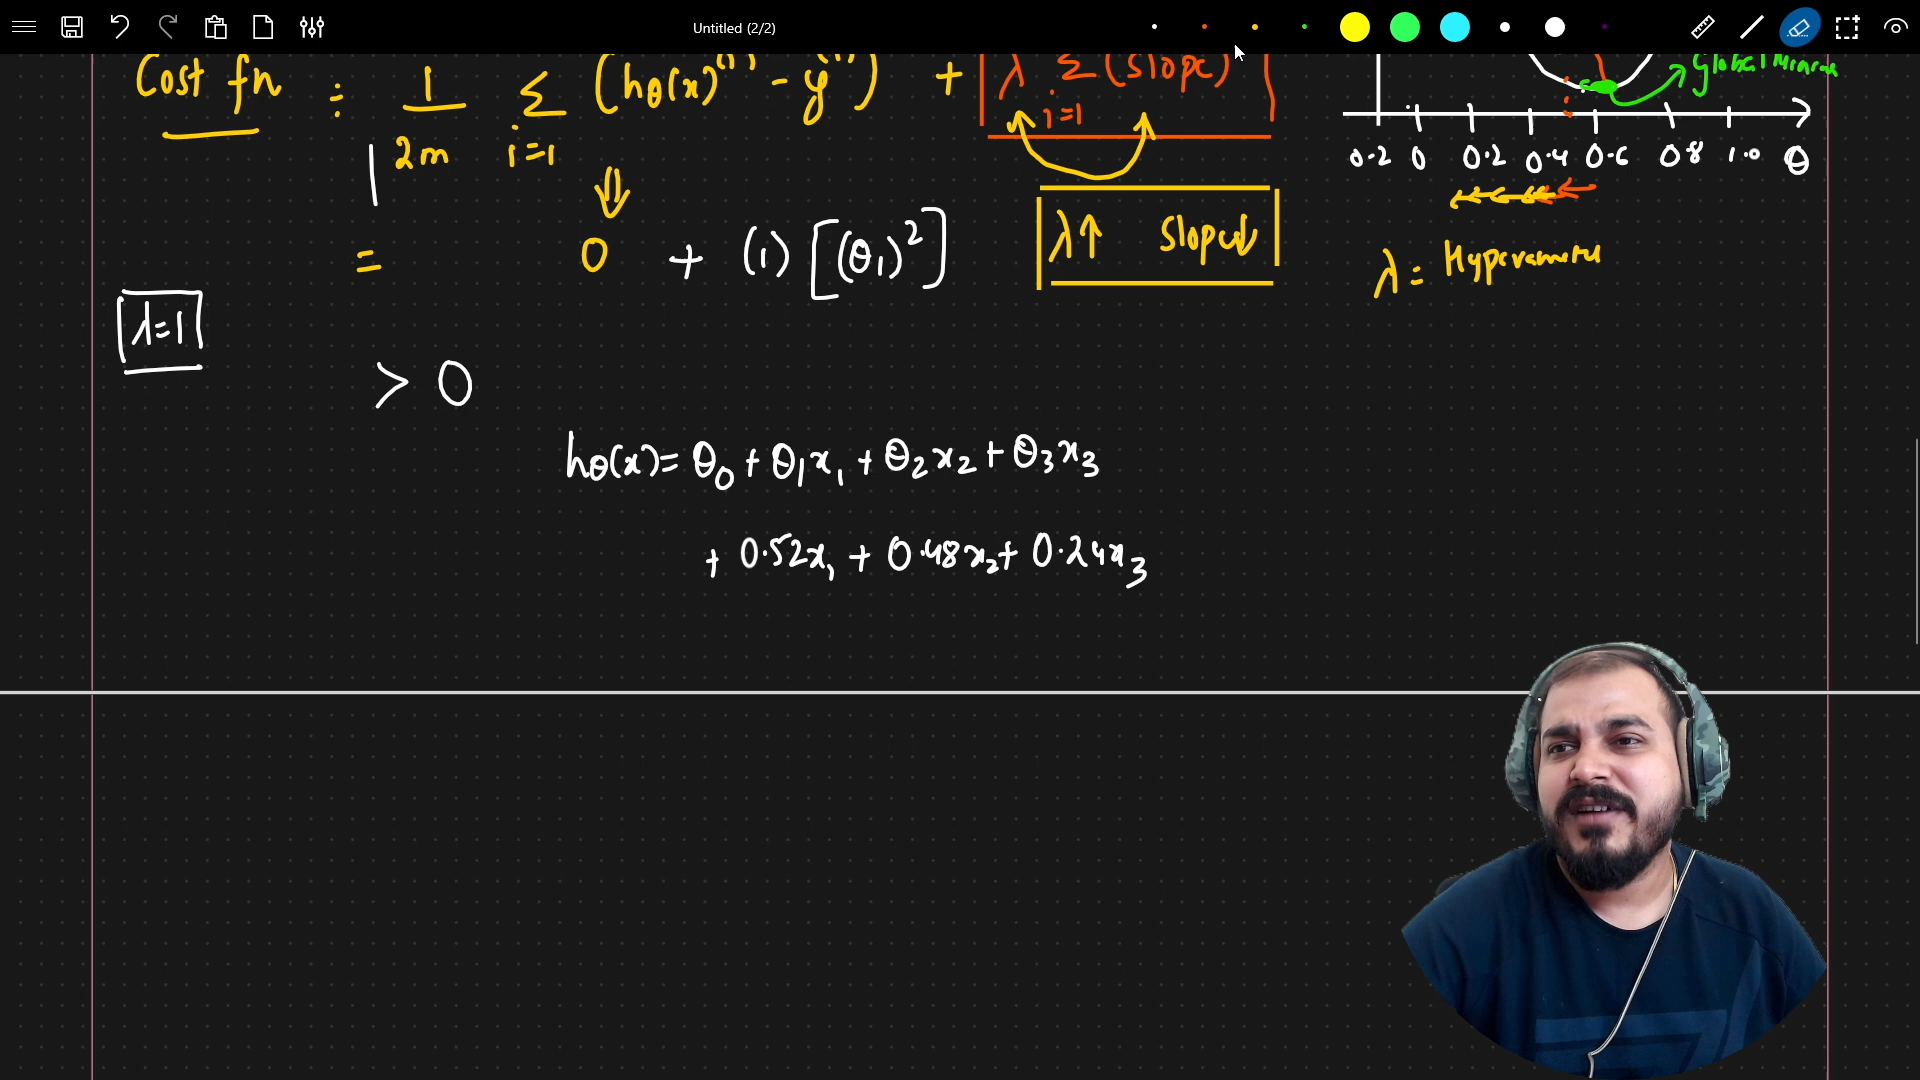 Untitled (2/2)
Cost fn : 1/2m Σ i=1 (hθ(x)⁽ⁱ⁾ - y⁽ⁱ⁾) + λ Σ i=1 (slope)
Global Minima
0.2 0 0.2 0.4 0.6 0.8 1.0 θ
= 0 + (1) [(θ₁)²]
λ↑ slope↓
λ =
λ=1
> 0
hθ(x) = θ₀ + θ₁x₁ + θ₂x₂ + θ₃x₃
+ 0.52x₁ + 0.48x₂ + 0.24x₃